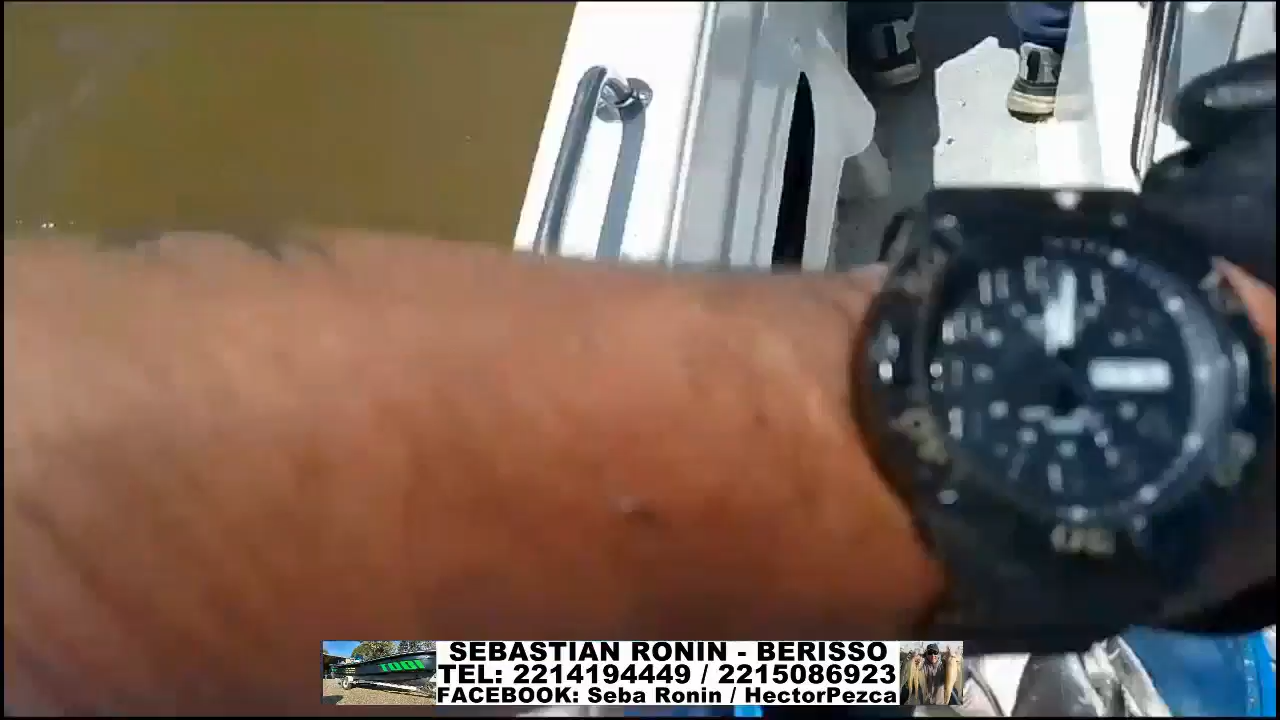 SEBASTIAN RONIN - BERISSO
TEL: 2214194449 / 2215086923
FACEBOOK: Seba Ronin / HectorPezca